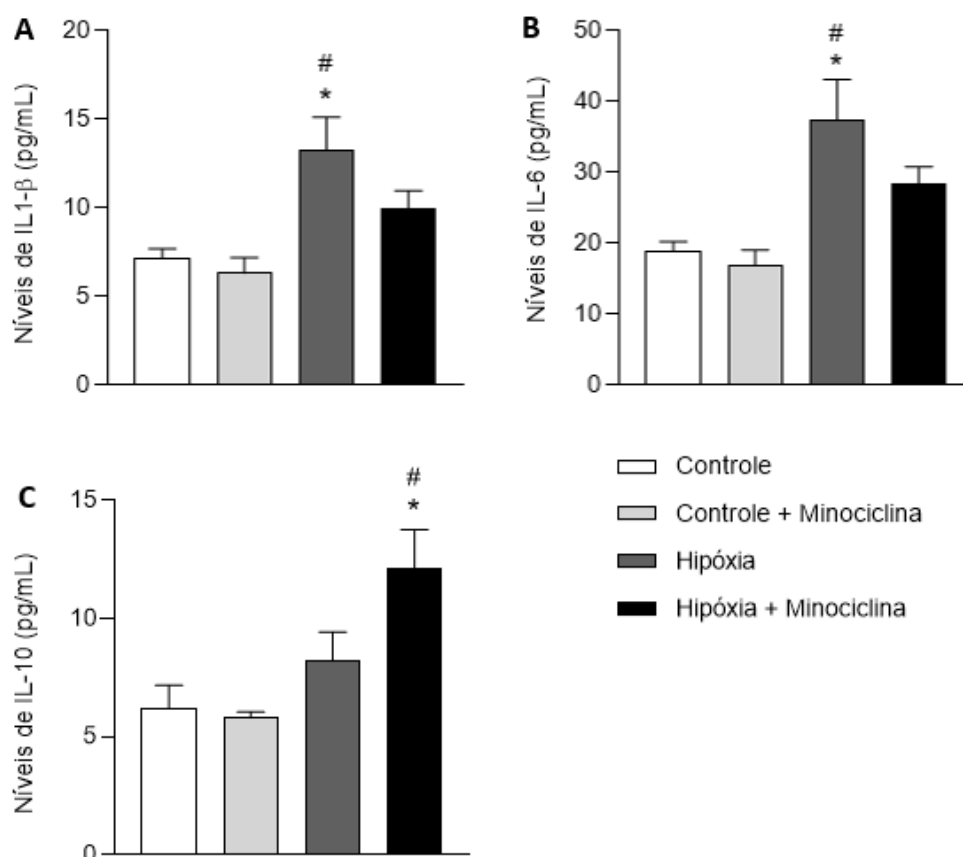 A
Níveis de IL1-β (pg/mL)
20
15
10
5
0
#
*
B
Níveis de IL-6 (pg/mL)
50
40
30
20
10
0
#
*
C
Níveis de IL-10 (pg/mL)
15
10
5
0
#
*
Controle
Controle + Minociclina
Hipóxia
Hipóxia + Minociclina